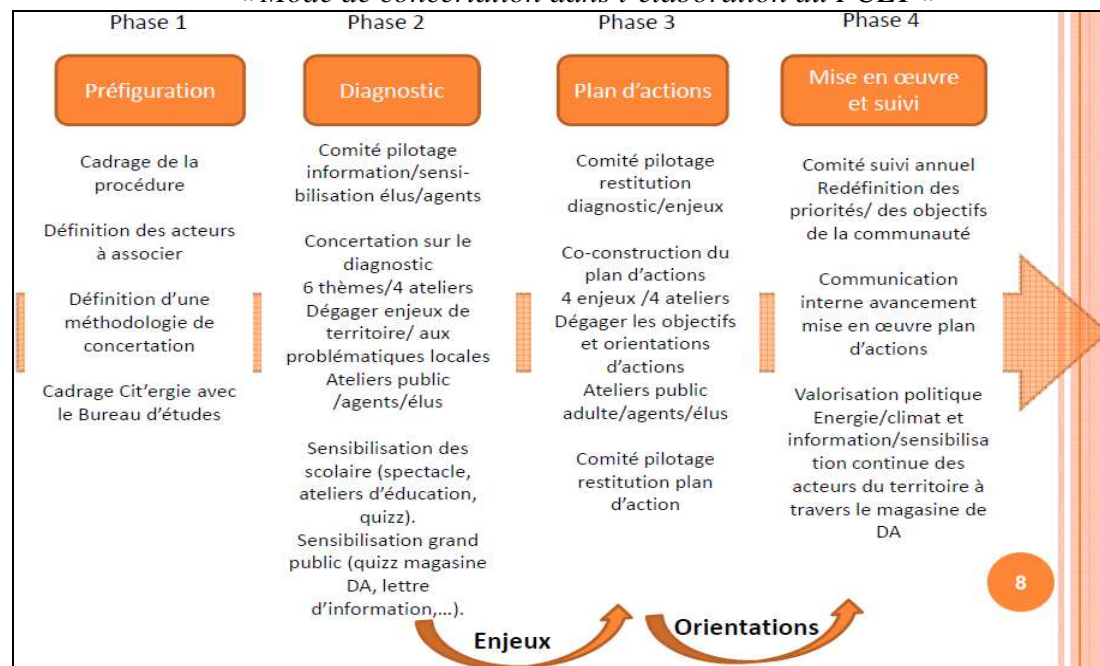 «Mode de concertation dans l'élaboration du PCET »
Phase 1
Phase 2
Phase 3
Phase 4
Préfiguration
Diagnostic
Plan d'actions
Mise en œuvre
et suivi
Cadrage de la
procédure
Définition des acteurs
à associer
Définition d'une
méthodologie de
concertation
Cadrage Cit'ergie avec
le Bureau d'études
Comité pilotage
information/sensi-
bilisation élus/agents
Concertation sur le
diagnostic
6 thèmes/4 ateliers
Dégager enjeux de
territoire/ aux
problématiques locales
Ateliers public
/agents/élus
Sensibilisation des
scolaire (spectacle,
ateliers d'éducation,
quizz).
Sensibilisation grand
public (quizz magasine
DA, lettre
d'information,...).
Comité pilotage
restitution
diagnostic/enjeux
Co-construction du
plan d'actions
4 enjeux /4 ateliers
Dégager les objectifs
et orientations
d'actions
Ateliers public
adulte/agents/élus
Comité pilotage
restitution plan
d'action
Comité suivi annuel
Redéfinition des
priorités/ des objectifs
de la communauté
Communication
interne avancement
mise en œuvre plan
d'actions
Valorisation politique
Energie/climat et
information/sensibilisa
tion continue des
acteurs du territoire à
travers le magasine de
DA
8
Enjeux
Orientations